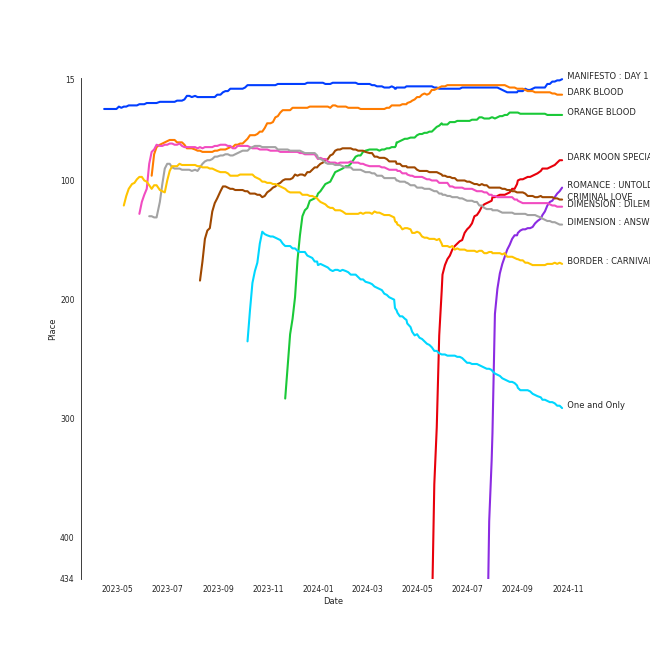 15
100
200
300
400
434
Place
2023-05
2023-07
2023-09
2023-11
2024-01
2024-03
2024-05
2024-07
2024-09
2024-11
Date
MANIFESTO : DAY 1
DARK BLOOD
ORANGE BLOOD
DARK MOON SPECIA
ROMANCE : UNTOLD
CRIMINAL LOVE
DIMENSION : DILEM
DIMENSION : ANSW
BORDER : CARNIVAL
One and Only